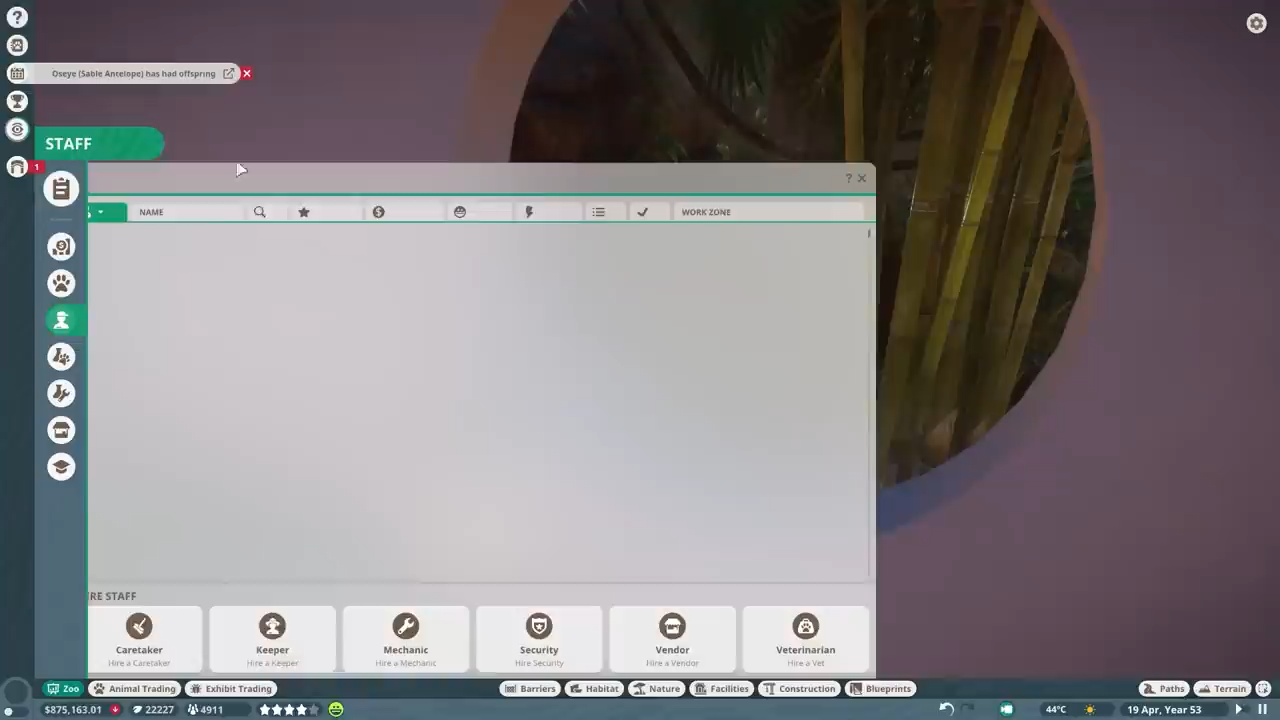 Oseye (Sable Antelope) has had offspring
STAFF
1
NAME
WORK ZONE
RE STAFF
Caretaker
Hire a Caretaker
Keeper
Hire a Keeper
Mechanic
Hire a Mechanic
Security
Hire Security
Vendor
Hire a Vendor
Veterinarian
Hire a Vet
Zoo
Animal Trading
Exhibit Trading
Barriers
Habitat
Nature
Facilities
Construction
Blueprints
Paths
Terrain
$875,163.01
22227
4911
44°C
19 Apr, Year 53